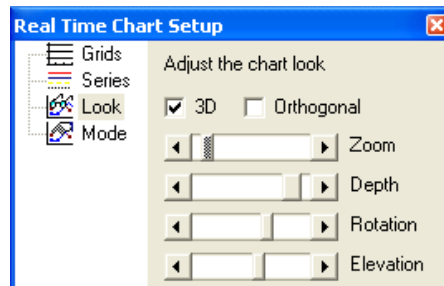 Real Time Chart Setup
Grids
Series
Look
Mode
Adjust the chart look
3D
Orthogonal
Zoom
Depth
Rotation
Elevation